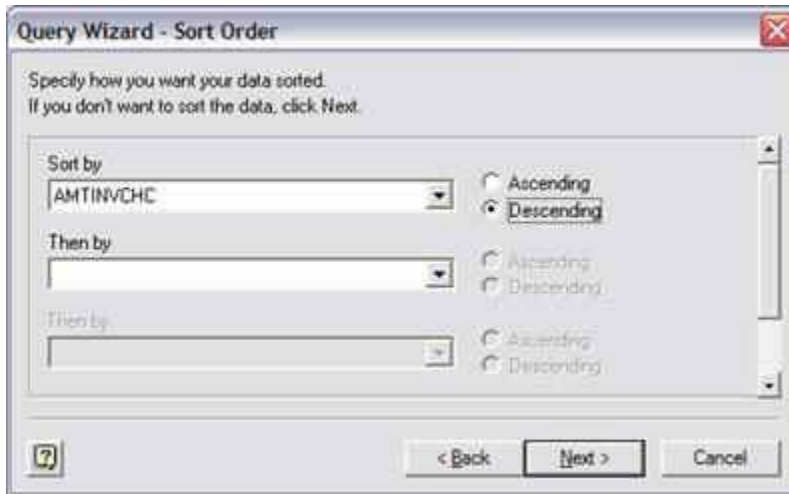 Query Wizard - Sort Order
Specify how you want your data sorted.
If you don't want to sort the data, click Next.
Sort by
AMTINVCHC
Ascending
Descending
Then by
Ascending
Descending
Then by
Ascending
Descending
< Back
Next >
Cancel